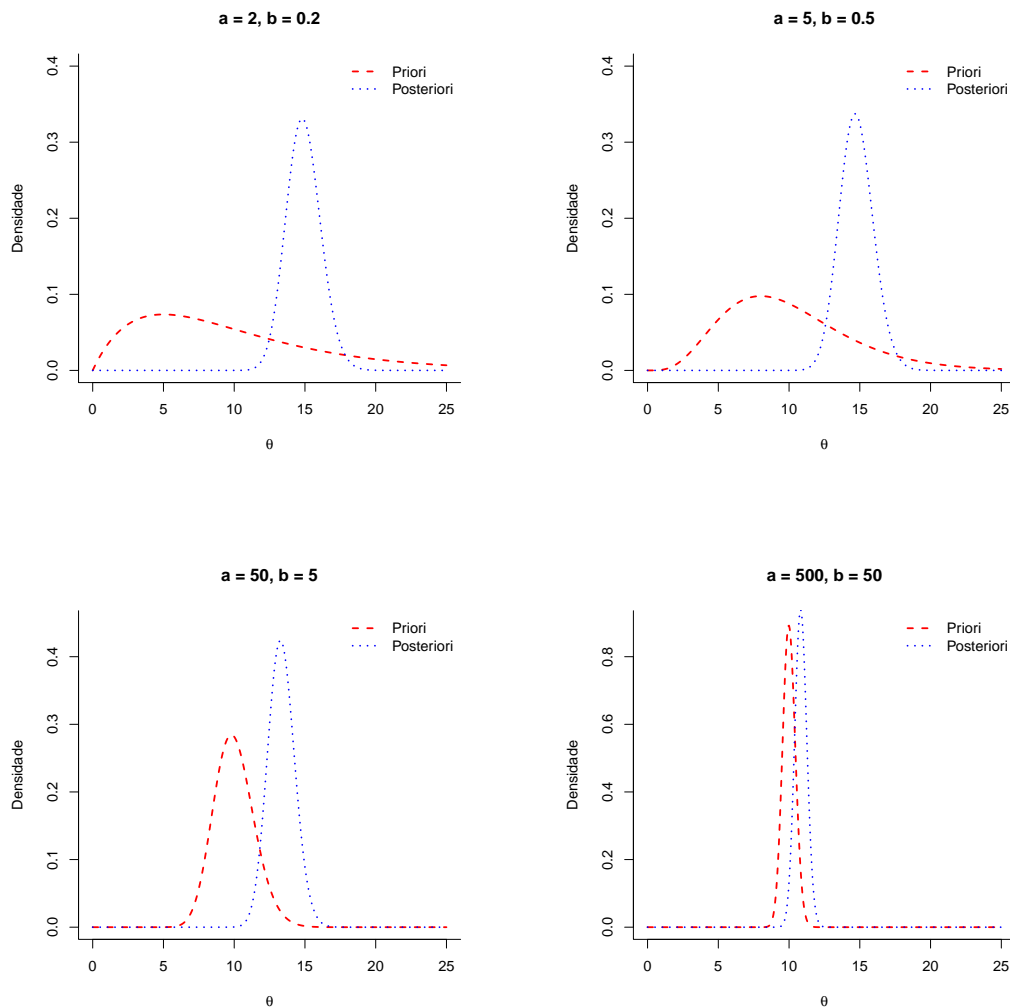 a = 2, b = 0.2
Densidade
0.0 0.1 0.2 0.3 0.4
Priori
Posteriori
0 5 10 15 20 25
θ
a = 5, b = 0.5
Densidade
0.0 0.1 0.2 0.3 0.4
Priori
Posteriori
0 5 10 15 20 25
θ
a = 50, b = 5
Densidade
0.0 0.1 0.2 0.3 0.4
Priori
Posteriori
0 5 10 15 20 25
θ
a = 500, b = 50
Densidade
0.0 0.2 0.4 0.6 0.8
Priori
Posteriori
0 5 10 15 20 25
θ